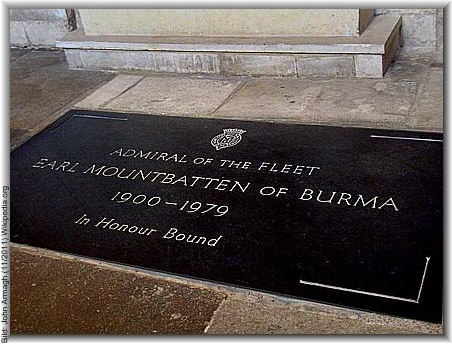 ADMIRAL OF THE FLEET
EARL MOUNTBATTEN OF BURMA
1900-1979
In Honour Bound
Bild: John Armagh (11/2011) Wikipedia.org